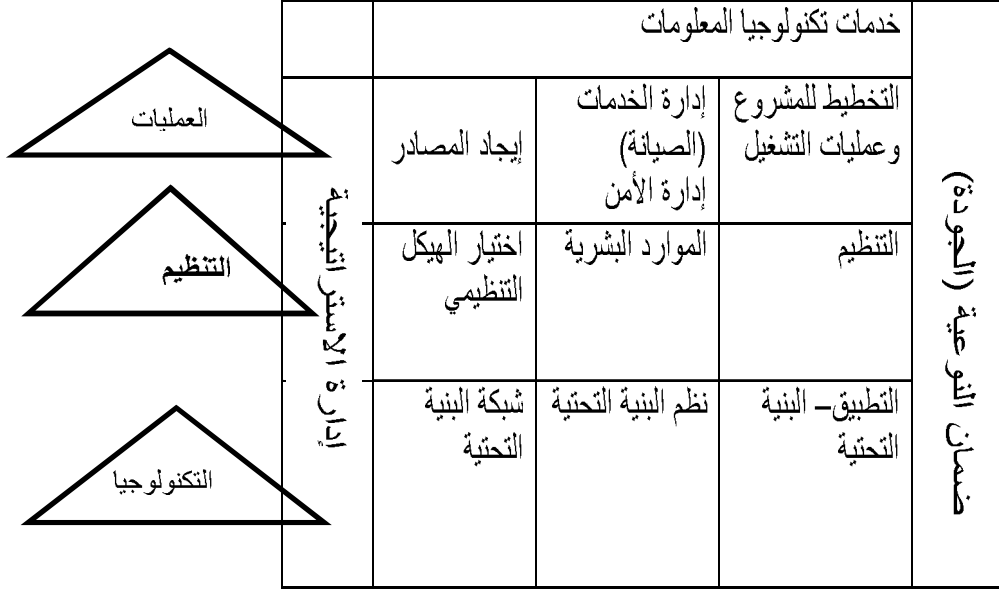 خدمات تكنولوجيا المعلومات
ضمان النوعية (الجودة)
التخطيط للمشروع
وعمليات التشغيل
إدارة الخدمات
(الصيانة)
إدارة الأمن
إيجاد المصادر
إدارة الاستراتيجية
العمليات
التنظيم
الموارد البشرية
اختيار الهيكل
التنظيمي
التنظيم
التطبيق– البنية
التحتية
نظم البنية التحتية
شبكة البنية
التحتية
التكنولوجيا